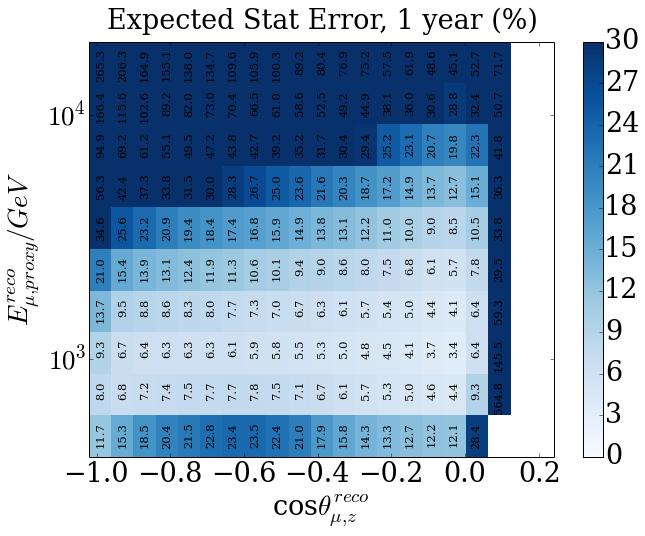 Expected Stat Error, 1 year (%)
265.3 206.3 164.9 155.1 138.0 134.7 109.6 105.9 100.3 89.2 80.4 76.9 75.2 57.5 61.9 48.6 45.1 52.7 71.7
166.4 115.6 102.6 89.2 82.0 73.0 70.4 66.5 61.0 58.6 52.5 49.2 44.9 38.1 36.0 30.6 28.8 32.4 50.7
94.9 69.2 61.2 55.1 49.5 47.2 43.8 42.7 39.2 35.2 31.7 30.4 29.4 25.2 23.1 20.7 19.8 22.3 41.8
56.3 42.4 37.3 33.8 31.5 30.0 28.3 26.7 25.0 23.6 21.6 20.3 18.7 17.2 14.9 13.7 12.7 15.1 36.3
34.6 25.6 23.2 20.9 19.4 18.4 17.4 16.8 15.9 14.9 13.8 13.1 12.2 11.0 10.0 9.0 8.5 10.5 33.8
21.0 15.4 13.9 13.1 12.4 11.9 11.3 10.6 10.1 9.4 9.0 8.6 8.0 7.5 6.8 6.1 5.7 7.8 39.5
13.7 9.5 8.8 8.6 8.3 8.0 7.7 7.3 7.0 6.7 6.3 6.1 5.7 5.4 5.0 4.4 4.1 6.4 59.3
9.3 6.7 6.4 6.3 6.3 6.3 6.1 5.9 5.8 5.5 5.3 5.0 4.8 4.5 4.1 3.7 3.4 6.4 145.5
8.0 6.8 7.2 7.4 7.5 7.7 7.7 7.8 7.5 7.1 6.7 6.1 5.7 5.3 5.0 4.6 4.4 9.3 564.8
11.7 15.3 18.5 20.4 21.5 22.8 23.4 23.5 22.4 21.0 17.9 15.8 14.3 13.3 12.7 12.2 12.1 28.4
10⁴
10³
E^{reco}_{μ,proxy}/GeV
−1.0 −0.8 −0.6 −0.4 −0.2 0.0 0.2
cosθ^{reco}_{μ,z}
30
27
24
21
18
15
12
9
6
3
0